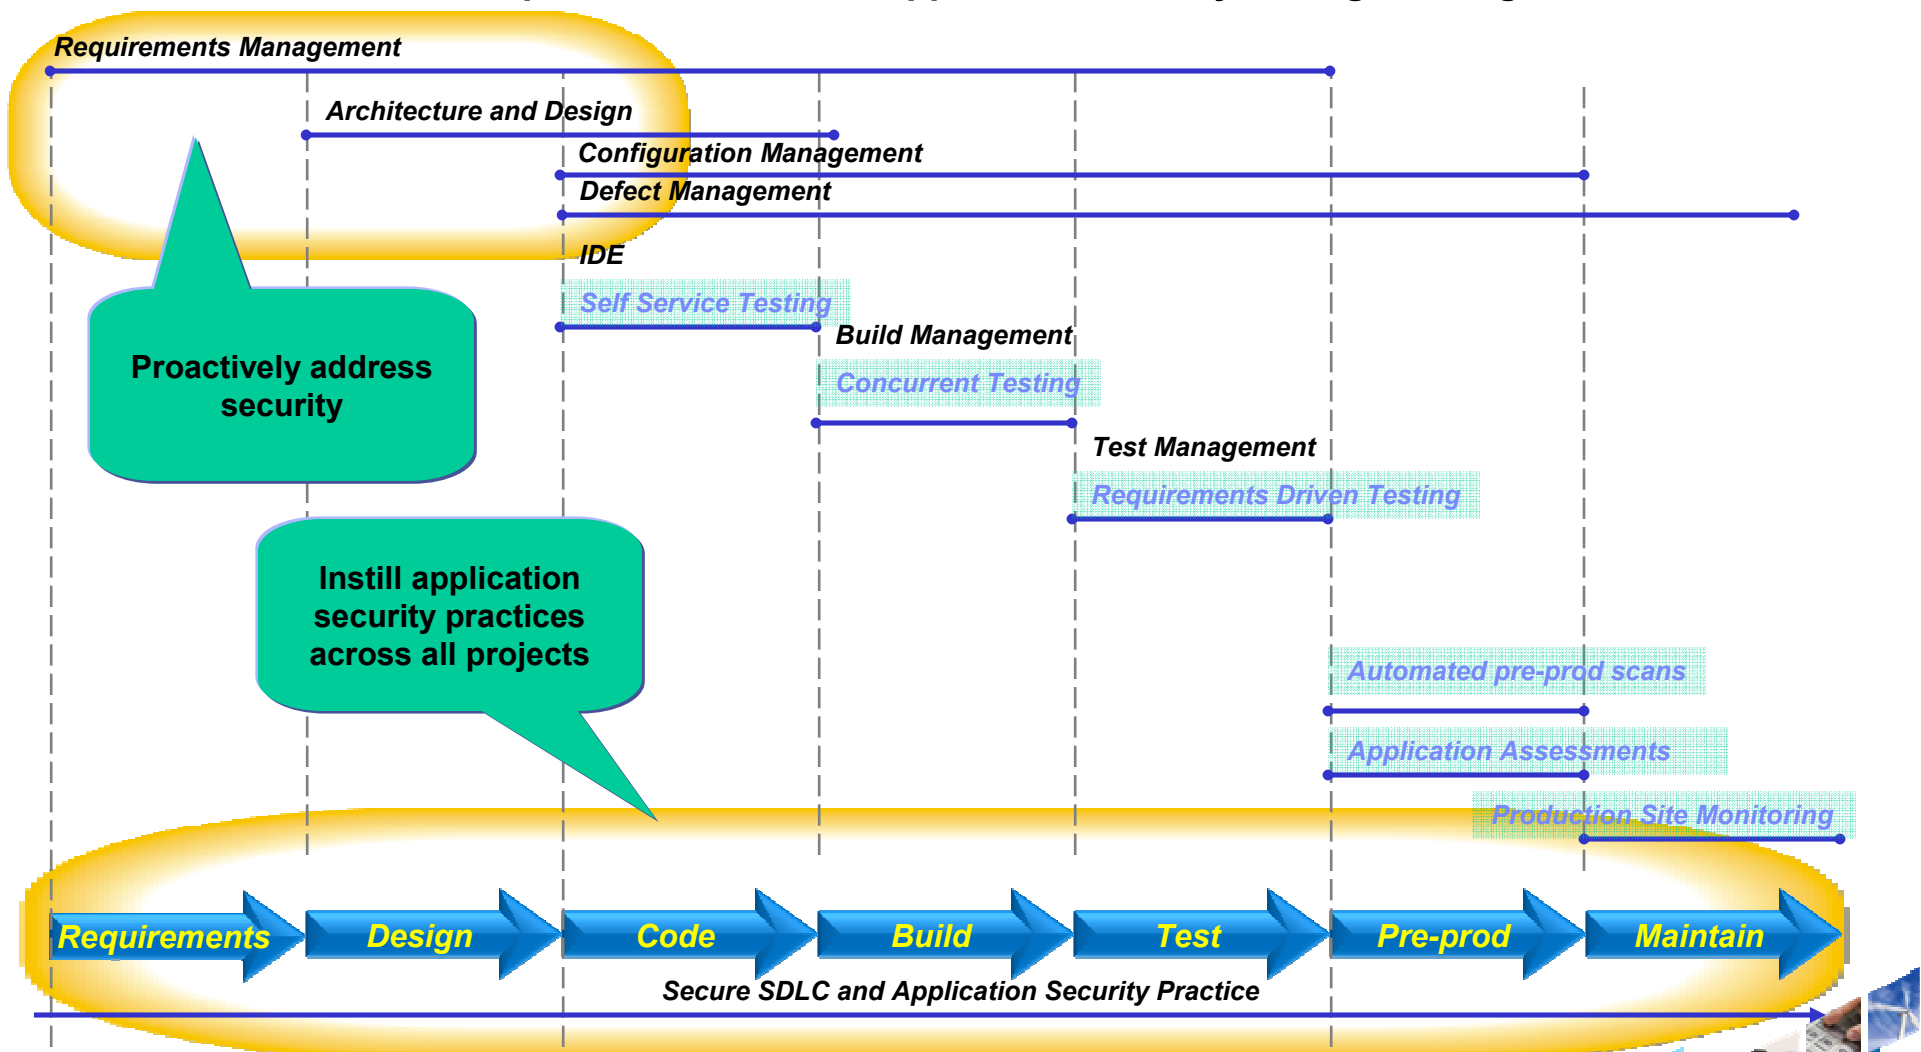 Requirements Management
Architecture and Design
Configuration Management
Defect Management
IDE
Self Service Testing
Build Management
Concurrent Testing
Proactively address
security
Test Management
Requirements Driven Testing
Instill application
security practices
across all projects
Automated pre-prod scans
Application Assessments
Production Site Monitoring
Requirements
Design
Code
Build
Test
Pre-prod
Maintain
Secure SDLC and Application Security Practice